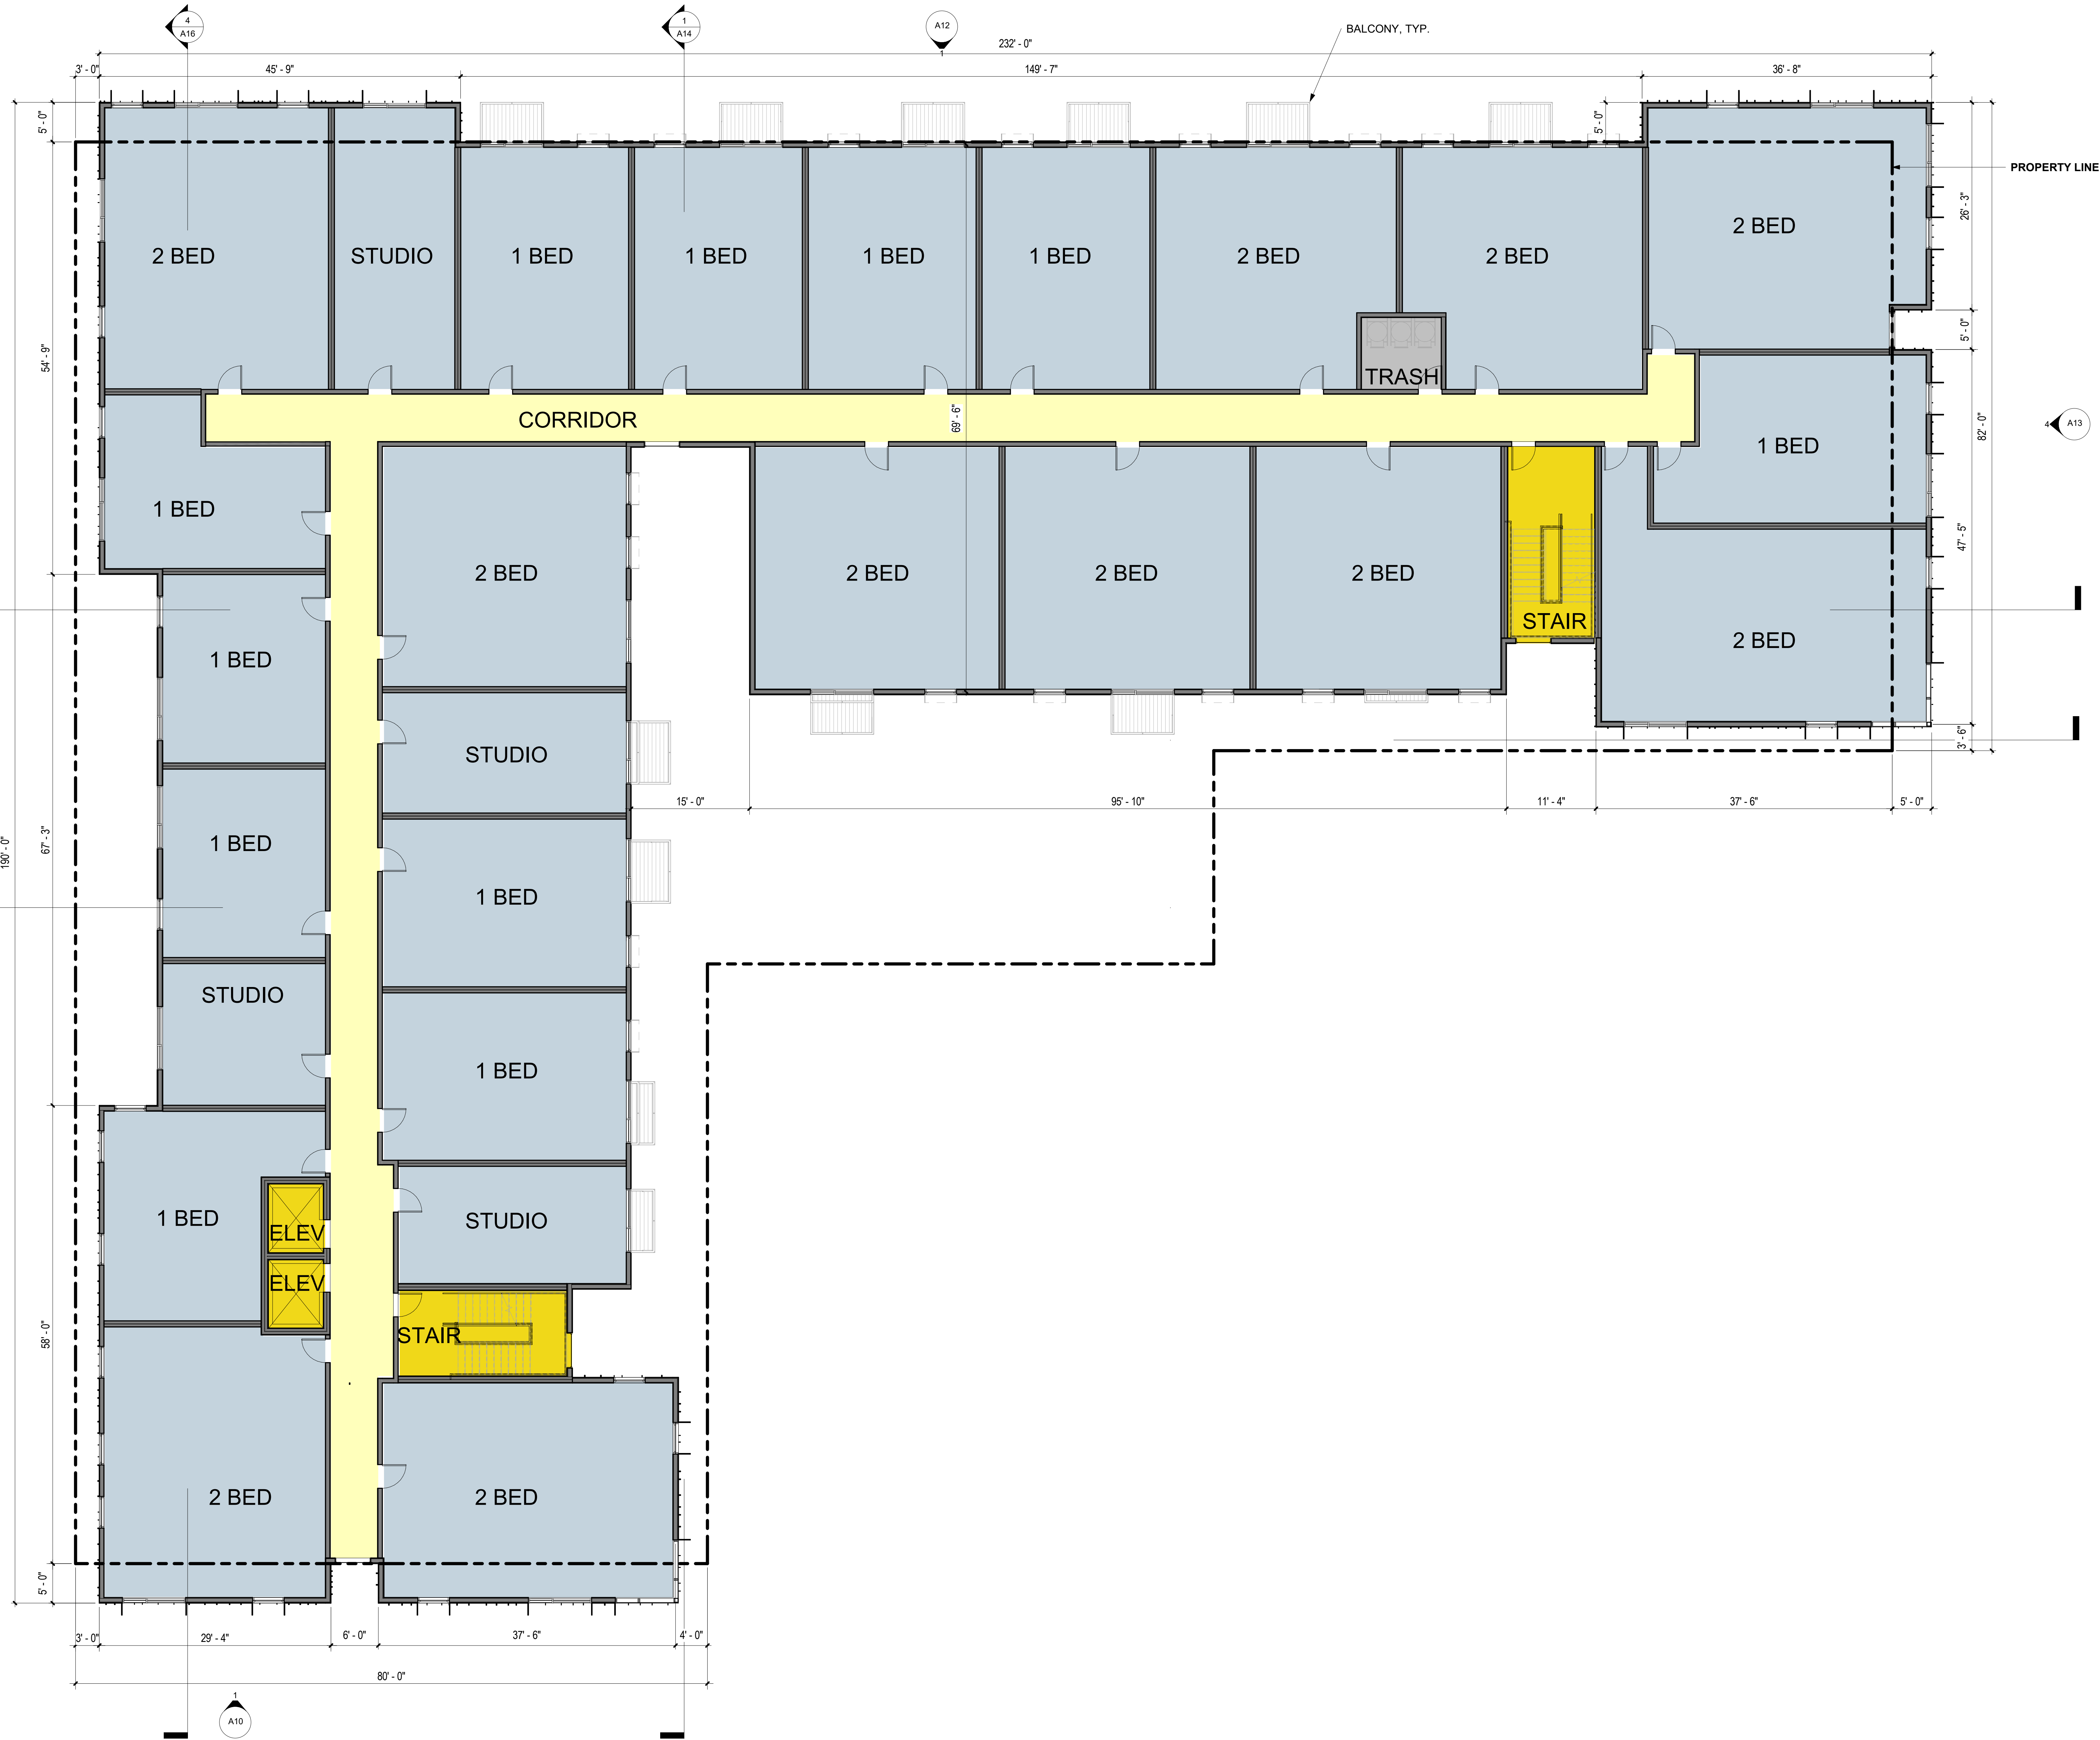 4
A16
1
A14
A12
1
BALCONY, TYP.
232' - 0"
3' - 0"
45' - 9"
149' - 7"
36' - 8"
5' - 0"
5' - 0"
PROPERTY LINE
26' - 3"
2 BED
STUDIO
1 BED
1 BED
1 BED
1 BED
2 BED
2 BED
2 BED
5' - 0"
54' - 9"
TRASH
CORRIDOR
69' - 6"
82' - 0"
4
A13
1 BED
1 BED
2 BED
2 BED
2 BED
2 BED
47' - 5"
STAIR
2 BED
1 BED
STUDIO
3' - 6"
15' - 0"
95' - 10"
11' - 4"
37' - 6"
5' - 0"
190' - 0"
67' - 3"
1 BED
1 BED
STUDIO
1 BED
1 BED
STUDIO
ELEV
ELEV
58' - 0"
STAIR
2 BED
2 BED
5' - 0"
3' - 0"
29' - 4"
6' - 0"
37' - 6"
4' - 0"
80' - 0"
1
A10